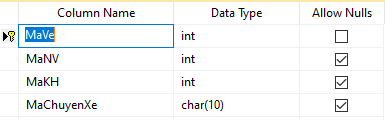 Column Name Data Type Allow Nulls
MaVe int
MaNV int
MaKH int
MaChuyenXe char(10)